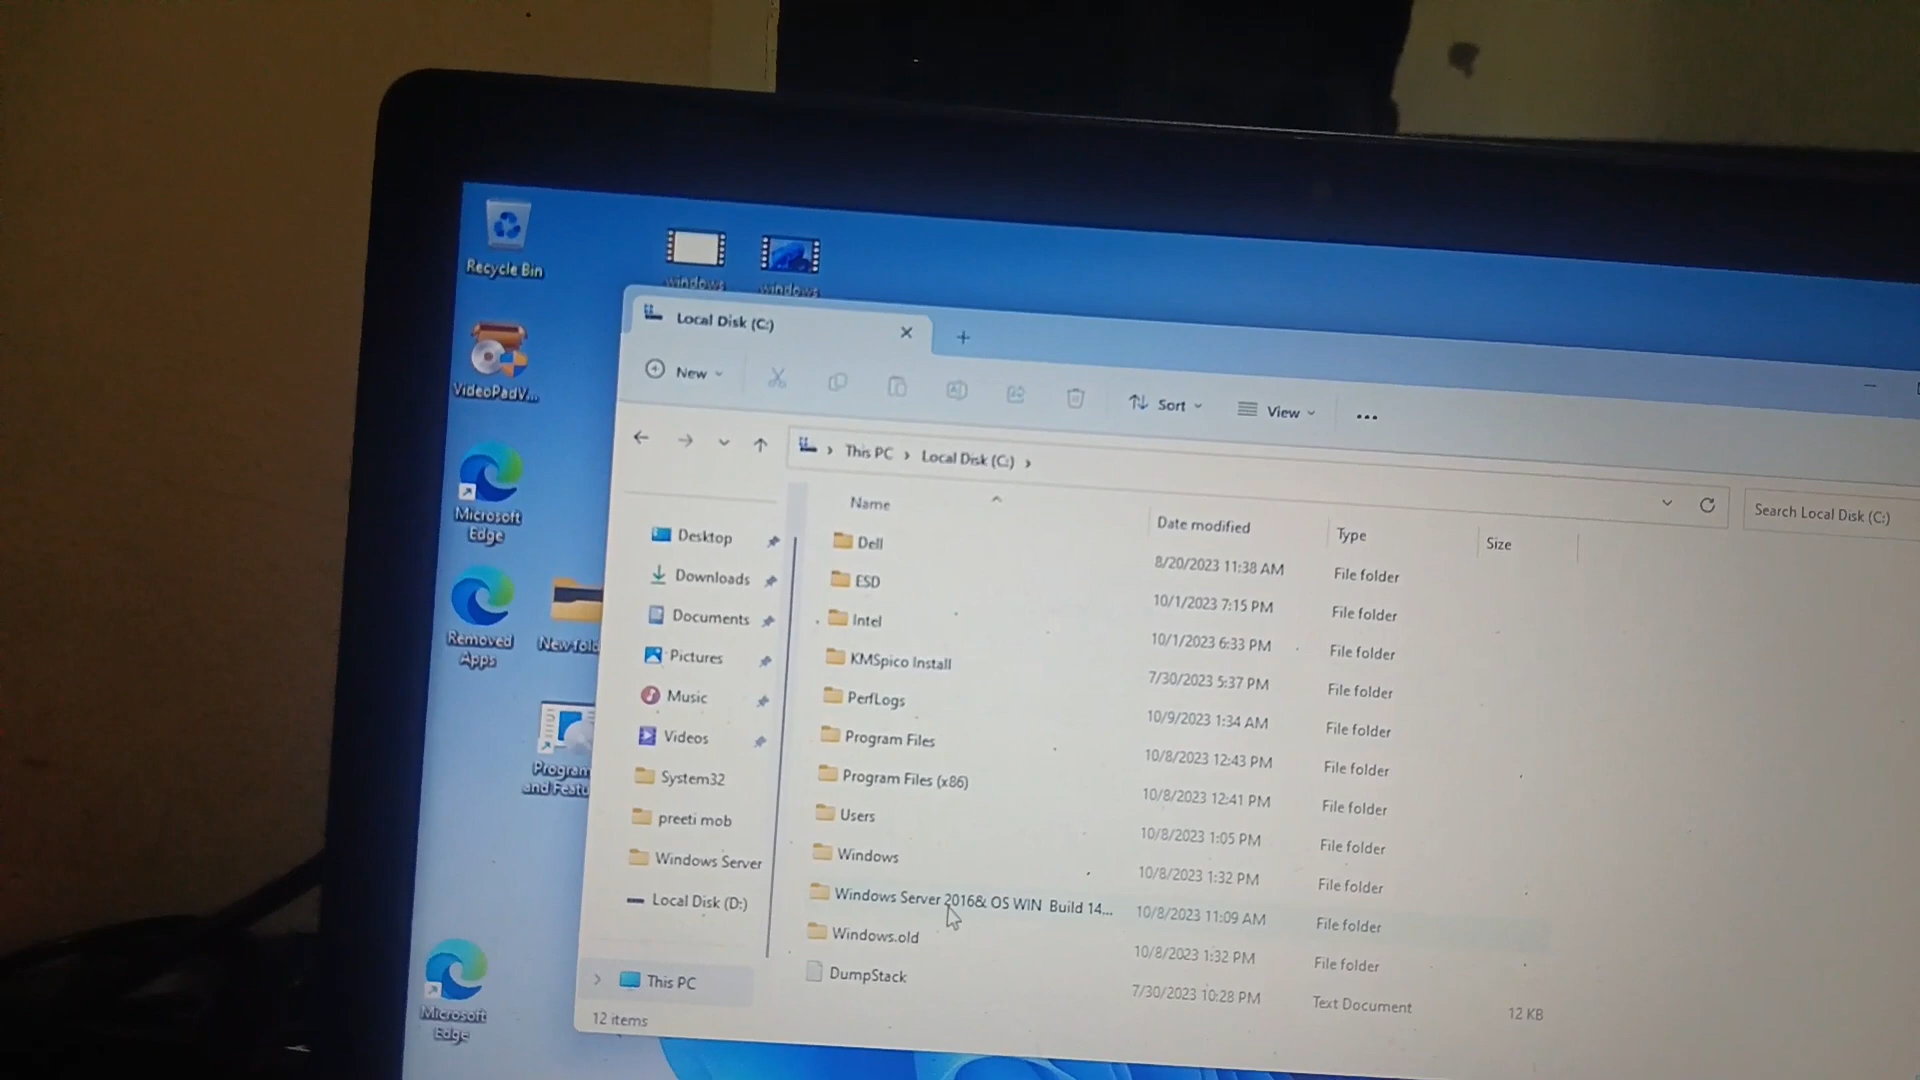 Recycle Bin
windows
windows
VideoPadV...
Microsoft
Edge
Removed
Apps
New fold
Program
and Featu
Microsoft
Edge
Local Disk (C:)
New
Sort
View
This PC > Local Disk (C:) >
Search Local Disk (C:)
Desktop
Downloads
Documents
Pictures
Music
Videos
System32
preeti mob
Windows Server
Local Disk (D:)
This PC
12 items
Name Date modified Type Size
Dell 8/20/2023 11:38 AM File folder
ESD 10/1/2023 7:15 PM File folder
Intel 10/1/2023 6:33 PM File folder
KMSpico Install 7/30/2023 5:37 PM File folder
PerfLogs 10/9/2023 1:34 AM File folder
Program Files 10/8/2023 12:43 PM File folder
Program Files (x86) 10/8/2023 12:41 PM File folder
Users 10/8/2023 1:05 PM File folder
Windows 10/8/2023 1:32 PM File folder
Windows Server 2016& OS WIN Build 14... 10/8/2023 11:09 AM File folder
Windows.old 10/8/2023 1:32 PM File folder
DumpStack 7/30/2023 10:28 PM Text Document 12 KB